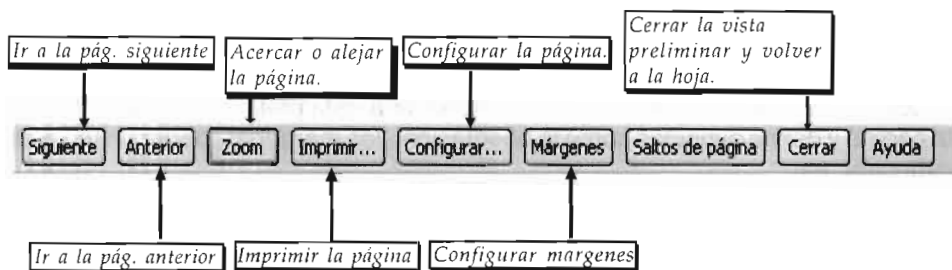 Ir a la pág. siguiente
Acercar o alejar
la página.
Configurar la página.
Cerrar la vista
preliminar y volver
a la hoja.
Siguiente
Anterior
Zoom
Imprimir...
Configurar...
Márgenes
Saltos de página
Cerrar
Ayuda
Ir a la pág. anterior
Imprimir la página
Configurar margenes